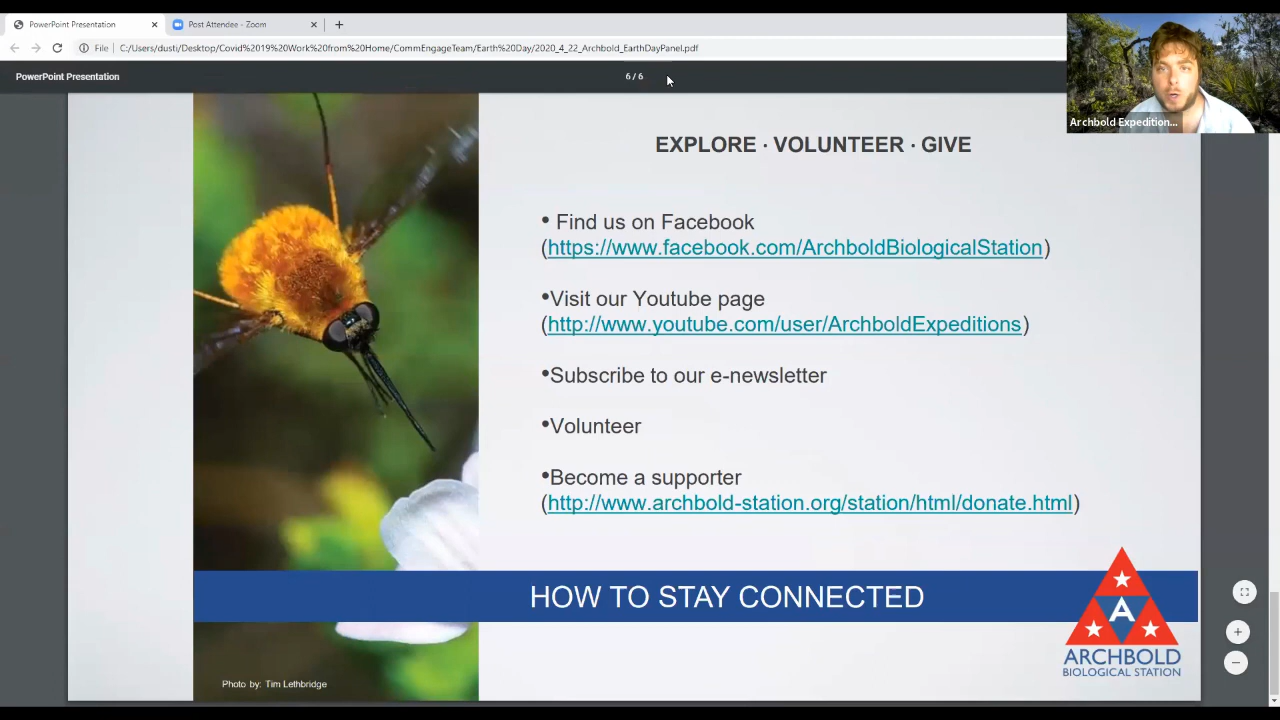 PowerPoint Presentation
Post Attendee - Zoom
File
C:/Users/dusti/Desktop/Covid%2019%20Work%20from%20Home/CommEngageTeam/Earth%20Day/2020_4_22_Archbold_EarthDayPanel.pdf
PowerPoint Presentation
6 / 6
Archbold Expedition...
EXPLORE · VOLUNTEER · GIVE
• Find us on Facebook
(https://www.facebook.com/ArchboldBiologicalStation)
•Visit our Youtube page
(http://www.youtube.com/user/ArchboldExpeditions)
•Subscribe to our e-newsletter
•Volunteer
•Become a supporter
(http://www.archbold-station.org/station/html/donate.html)
HOW TO STAY CONNECTED
A
ARCHBOLD
BIOLOGICAL STATION
Photo by: Tim Lethbridge